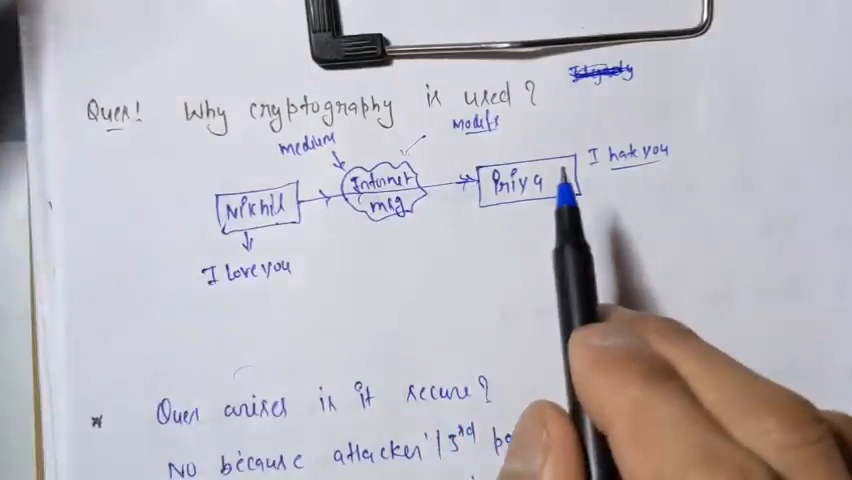 Ques! Why cryptography is used?
medium
modify
Nikhil
Internet
msg
Priya
I hate you
I love you
* Ques arises is it secure?
No because attacker's/3rd